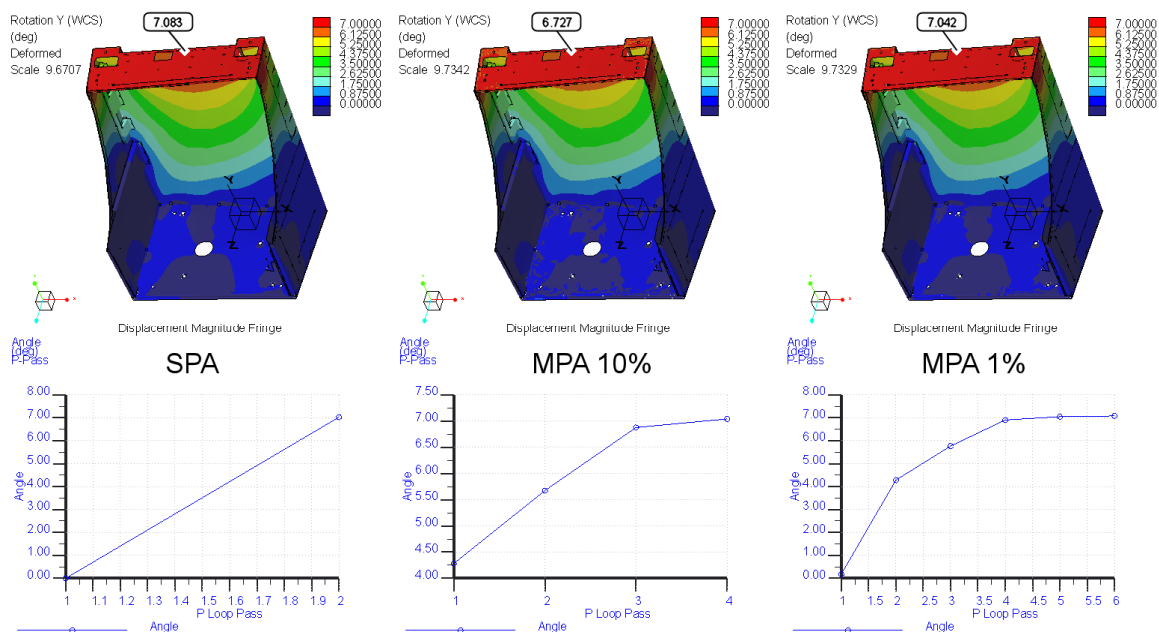 Rotation Y (WCS)
(deg)
Deformed
Scale 9.6707
7.083
7.00000
6.12500
5.25000
4.37500
3.50000
2.62500
1.75000
0.87500
0.00000
Y
X
Z
x
Displacement Magnitude Fringe
Rotation Y (WCS)
(deg)
Deformed
Scale 9.7342
6.727
7.00000
6.12500
5.25000
4.37500
3.50000
2.62500
1.75000
0.87500
0.00000
Y
X
Z
x
Displacement Magnitude Fringe
Rotation Y (WCS)
(deg)
Deformed
Scale 9.7329
7.042
7.00000
6.12500
5.25000
4.37500
3.50000
2.62500
1.75000
0.87500
0.00000
Y
X
Z
x
Displacement Magnitude Fringe
Angle
(deg)
P-Pass
SPA
8.00
7.00
6.00
5.00
4.00
3.00
2.00
1.00
0.00
Angle
1 1.1 1.2 1.3 1.4 1.5 1.6 1.7 1.8 1.9 2
P Loop Pass
Angle
Angle
(deg)
P-Pass
MPA 10%
7.50
7.00
6.50
6.00
5.50
5.00
4.50
4.00
Angle
1 2 3 4
P Loop Pass
Angle
Angle
(deg)
P-Pass
MPA 1%
8.00
7.00
6.00
5.00
4.00
3.00
2.00
1.00
0.00
Angle
1 1.5 2 2.5 3 3.5 4 4.5 5 5.5 6
P Loop Pass
Angle